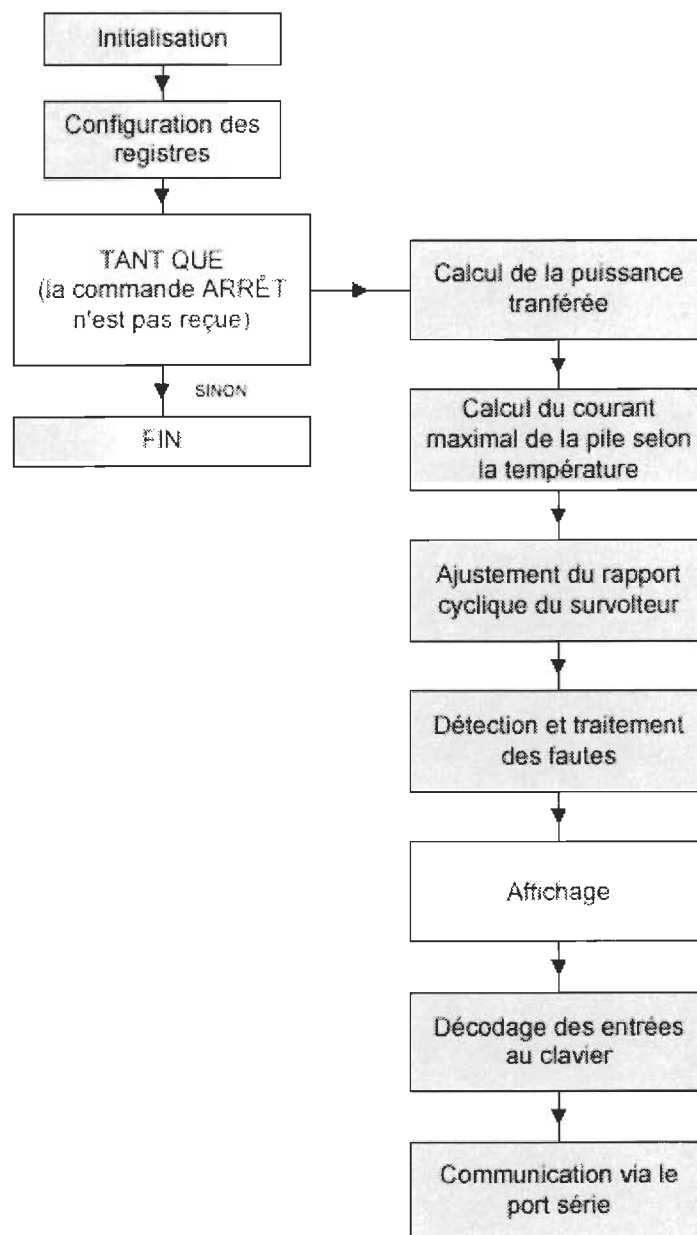 Initialisation
Configuration des
registres
TANT QUE
(la commande ARRÊT
n'est pas reçue)
SINON
FIN
Calcul de la puissance
tranférée
Calcul du courant
maximal de la pile selon
la température
Ajustement du rapport
cyclique du survolteur
Détection et traitement
des fautes
Affichage
Décodage des entrées
au clavier
Communication via le
port série